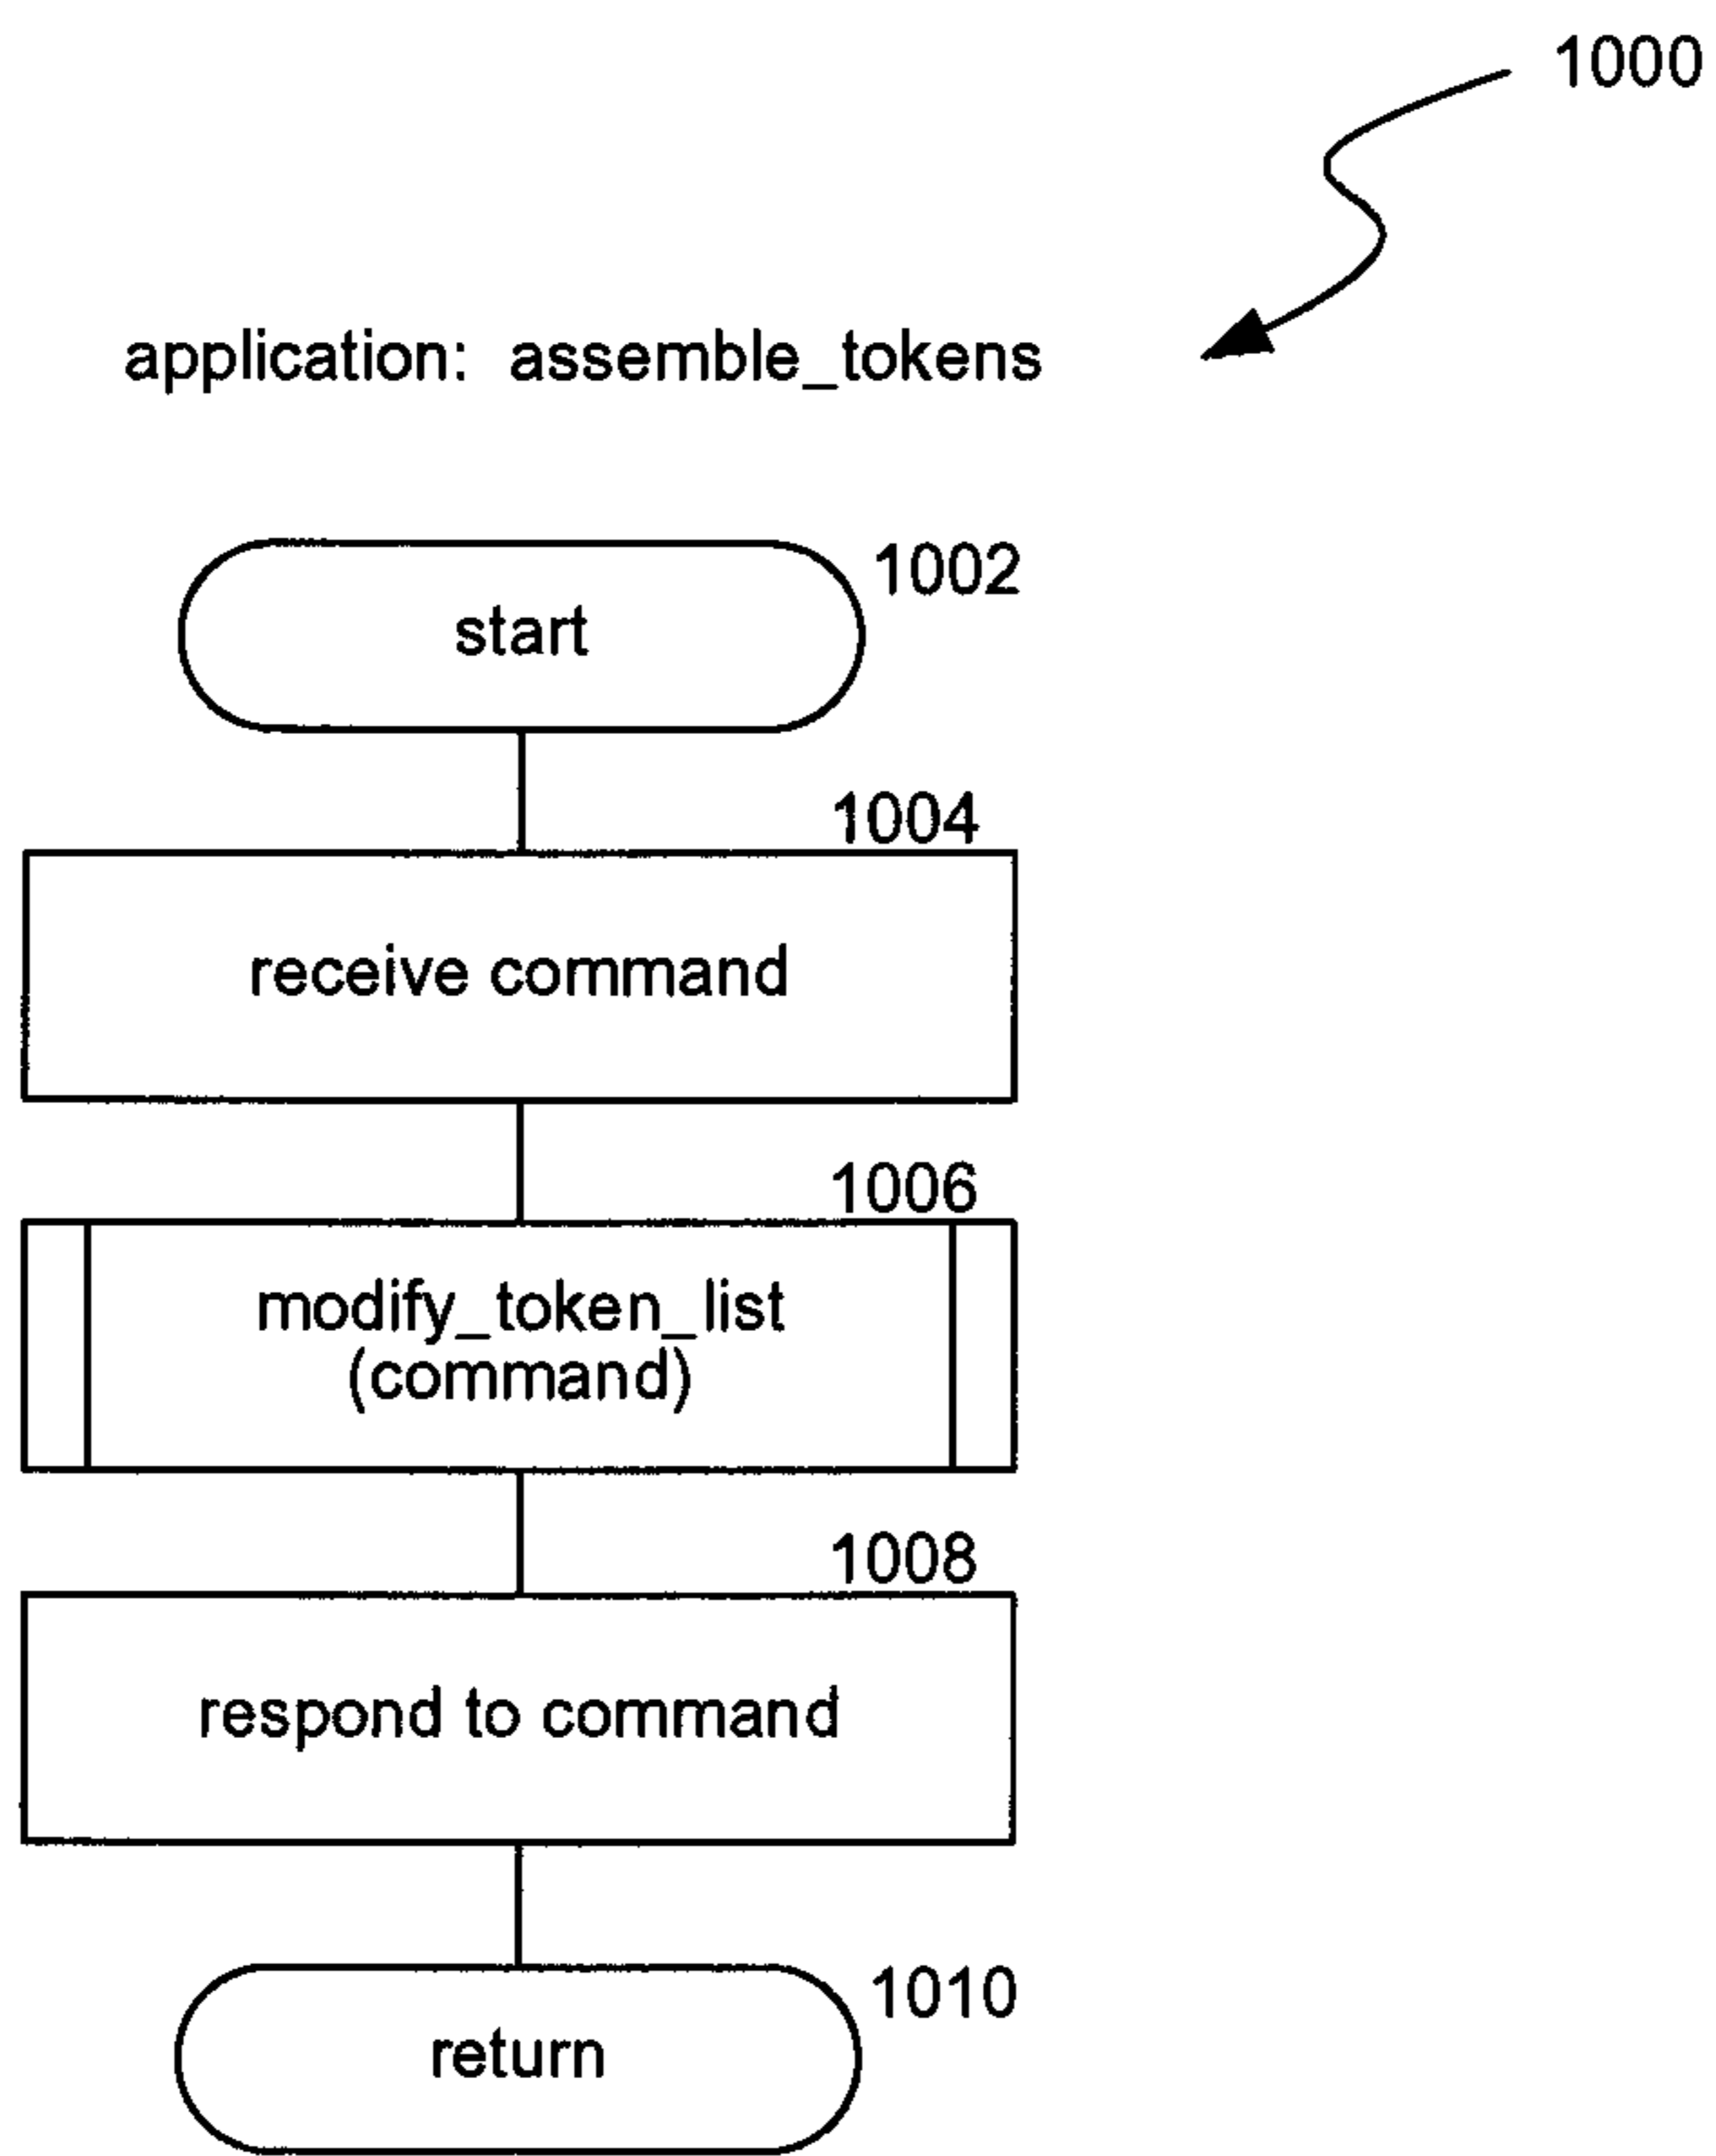 1000
application: assemble_tokens
1002
start
1004
receive command
1006
modify_token_list
(command)
1008
respond to command
1010
return